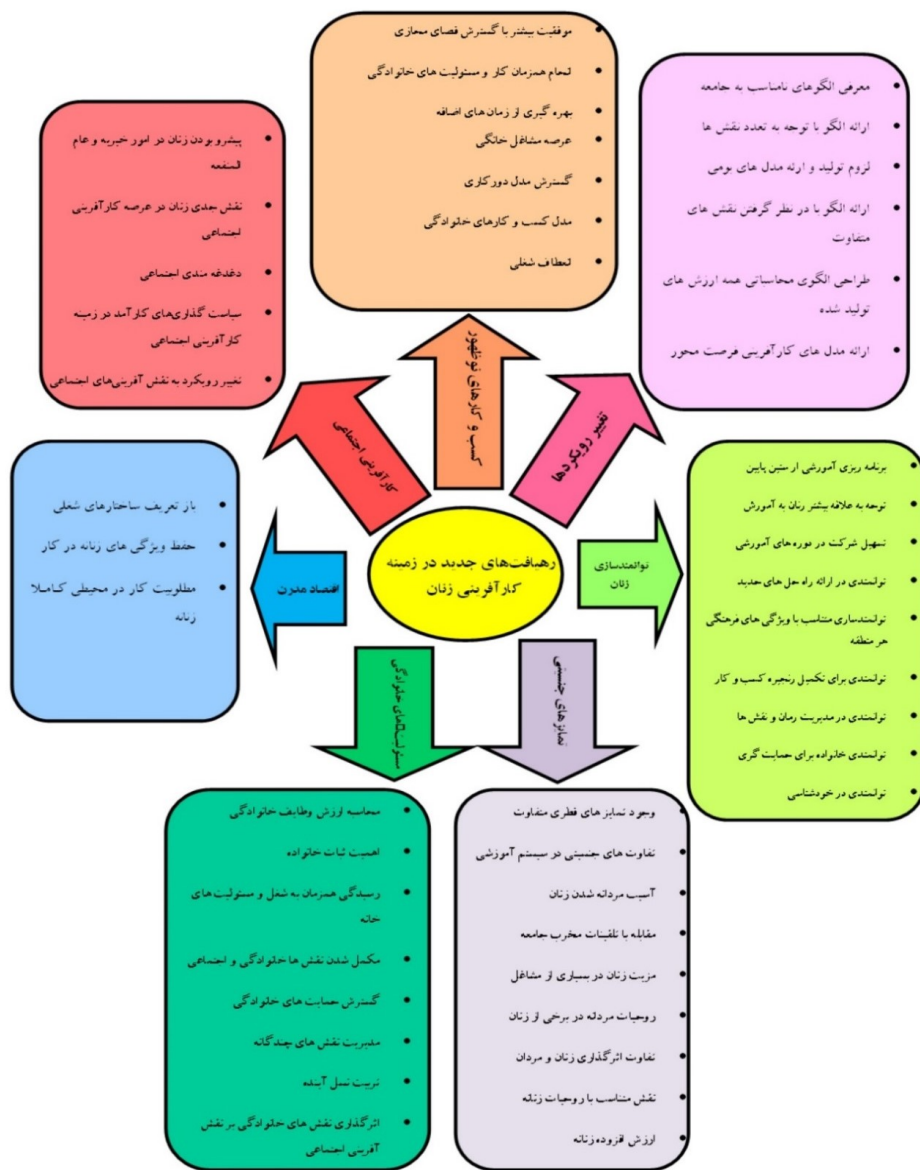 موفقیت بیشتر با گسترش فضای مجازی
انجام همزمان کار و مسئولیت های خانوادگی
بهره گیری از زمان های اضافه
عرصه مشاغل خانگی
گسترش مدل دورکاری
مدل کسب و کارهای خانوادگی
انعطاف شغلی
معرفی الگوهای نامناسب به جامعه
ارائه الگو با توجه به تعدد نقش ها
لزوم تولید و ارئه مدل های بومی
ارائه الگو با در نظر گرفتن نقش های
متفاوت
طراحی الگوی محاسباتی همه ارزش های
تولید شده
ارائه مدل های کارآفرینی فرصت محور
پیشرو بودن زنان در امور خیریه و عام
المنفعه
نقش جدی زنان در عرصه کارآفرینی
اجتماعی
دغدغه مندی اجتماعی
سیاست گذاری‌های کارآمد در زمینه
کارآفرینی اجتماعی
تغییر رویکرد به نقش آفرینی‌های اجتماعی
کسب و کارهای نوظهور
تغییر رویکردها
کارآفرینی اجتماعی
برنامه ریزی آموزشی از سنین پایین
توجه به علاقه بیشتر زنان به آموزش
تسهیل شرکت در دوره های آموزشی
توانمندی در ارائه راه حل های جدید
توانمندسازی متناسب با ویژگی های فرهنگی
هر منطقه
توانمندی برای تکمیل زنجیره کسب و کار
توانمندی در مدیریت زمان و نقش ها
توانمندی خانواده برای حمایت گری
توانمندی در خودشناسی
باز تعریف ساختارهای شغلی
حفظ ویژگی های زنانه در کار
مطلوبیت کار در محیطی کاملا
زنانه
توانمندسازی
زنان
رهیافت‌های جدید در زمینه
کارآفرینی زنان
اقتصاد مدرن
تمایزهای جنسیتی
مسئولیت‌های خانوادگی
وجود تمایز های فطری متفاوت
تفاوت های جنسیتی در سیستم آموزشی
آسیب مردانه شدن زنان
مقابله با تلقینات مخرب جامعه
مزیت زنان در بسیاری از مشاغل
روحیات مردانه در برخی از زنان
تفاوت اثرگذاری زنان و مردان
نقش متناسب با روحیات زنانه
ارزش افزوده زنانه
محاسبه ارزش وظایف خانوادگی
اهمیت ثبات خانواده
رسیدگی همزمان به شغل و مسئولیت های
خانه
مکمل شدن نقش ها خانوادگی و اجتماعی
گسترش حمایت های خانوادگی
مدیریت نقش های چندگانه
تربیت نسل آینده
اثرگذاری نقش های خانوادگی بر نقش
آفرینی اجتماعی